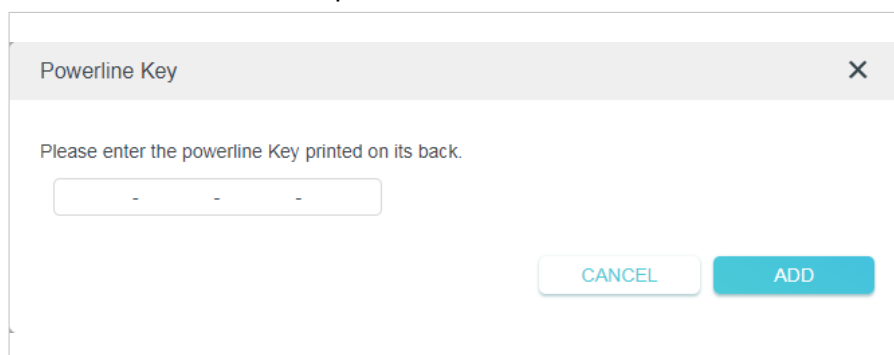 Powerline Key
Please enter the powerline Key printed on its back.
- - -
CANCEL
ADD